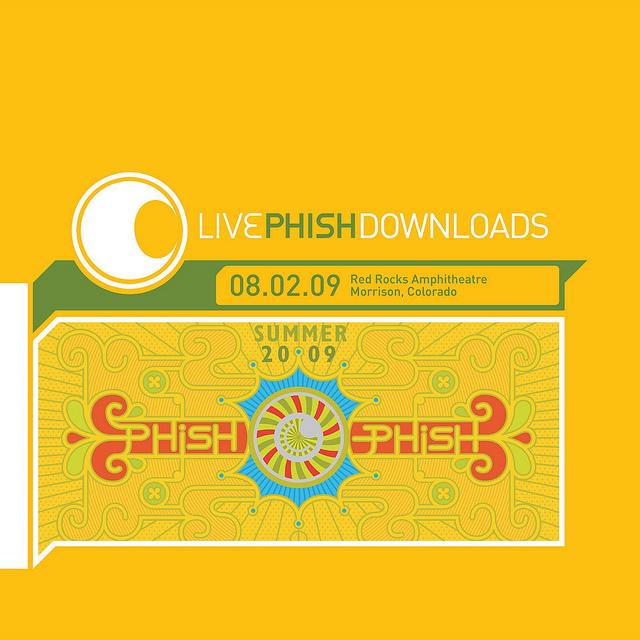 LIVEPHISHDOWNLOADS
08.02.09
Red Rocks Amphitheatre
Morrison, Colorado
SUMMER
20 09
PHiSH PHiSH